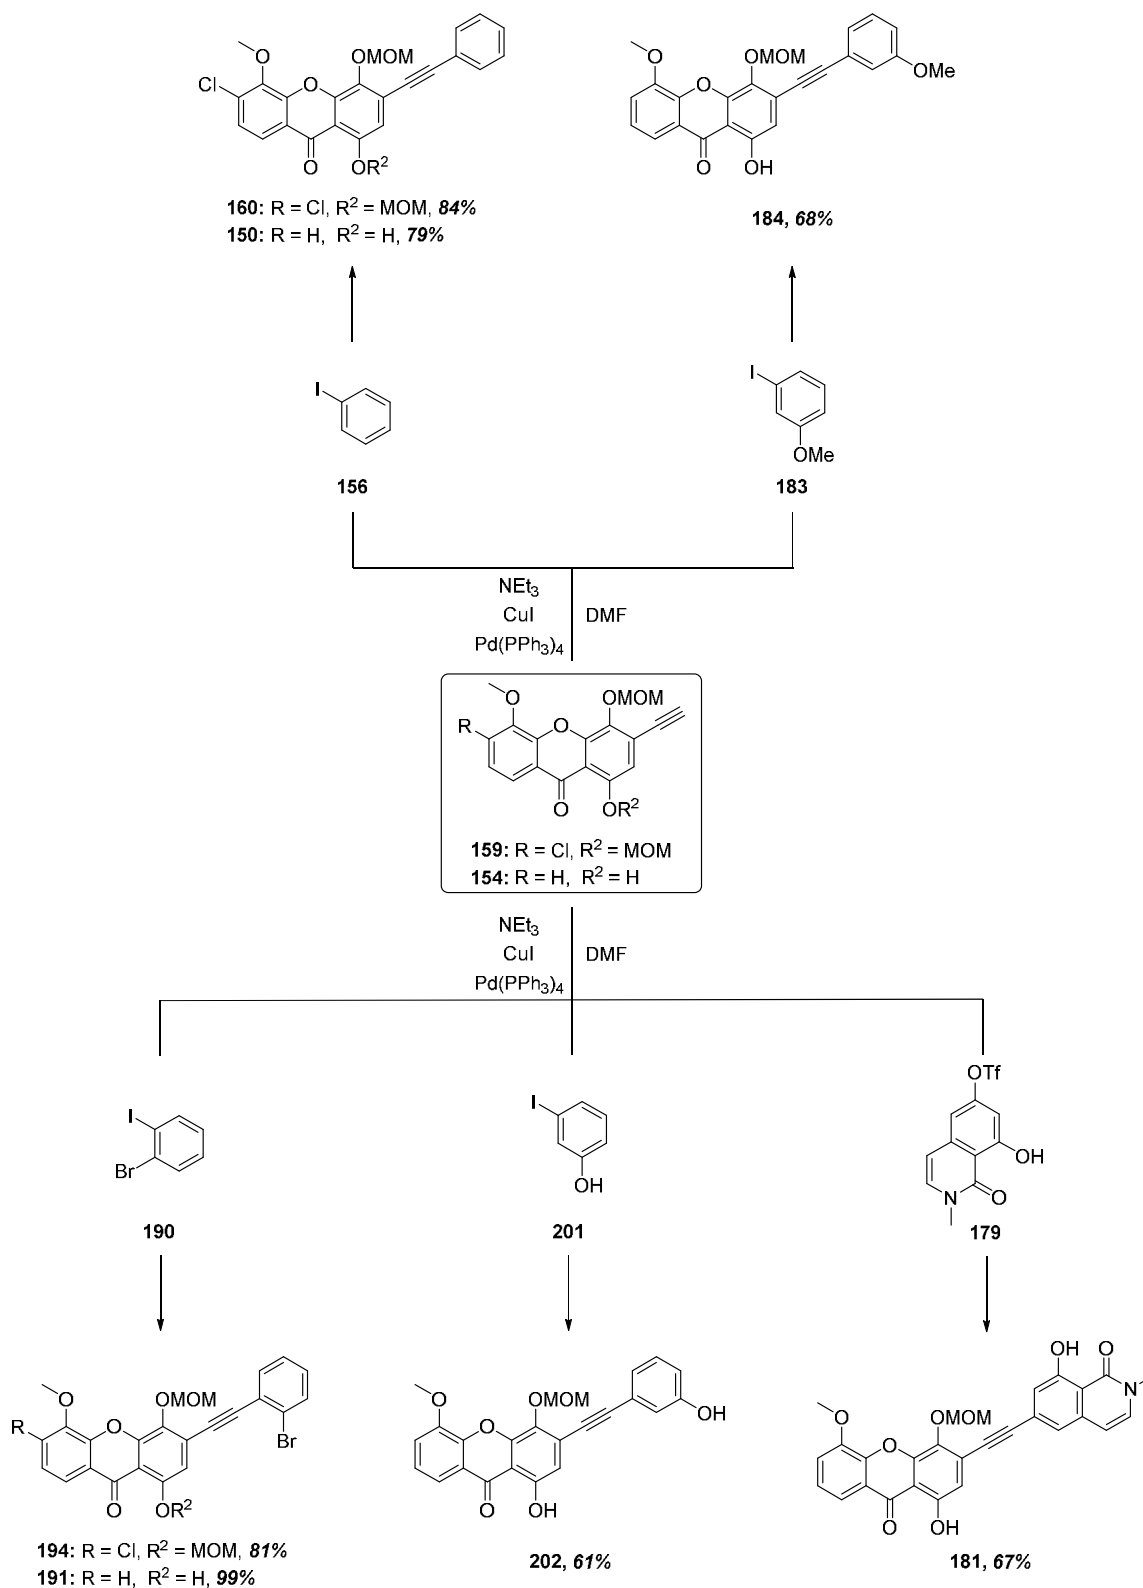 O OMOM
Cl O
O OR2
160: R = Cl, R2 = MOM, 84%
150: R = H, R2 = H, 79%
O OMOM
O OMe
O OH
184, 68%
I
156
I
OMe
183
NEt3
CuI DMF
Pd(PPh3)4
O OMOM
R O
O OR2
159: R = Cl, R2 = MOM
154: R = H, R2 = H
NEt3
CuI DMF
Pd(PPh3)4
I
Br
190
I
OH
201
OTf
OH
N O
179
O OMOM
R O Br
O OR2
194: R = Cl, R2 = MOM, 81%
191: R = H, R2 = H, 99%
O OMOM OH
O
O OH
202, 61%
OH O
N
O OMOM
O
O OH
181, 67%